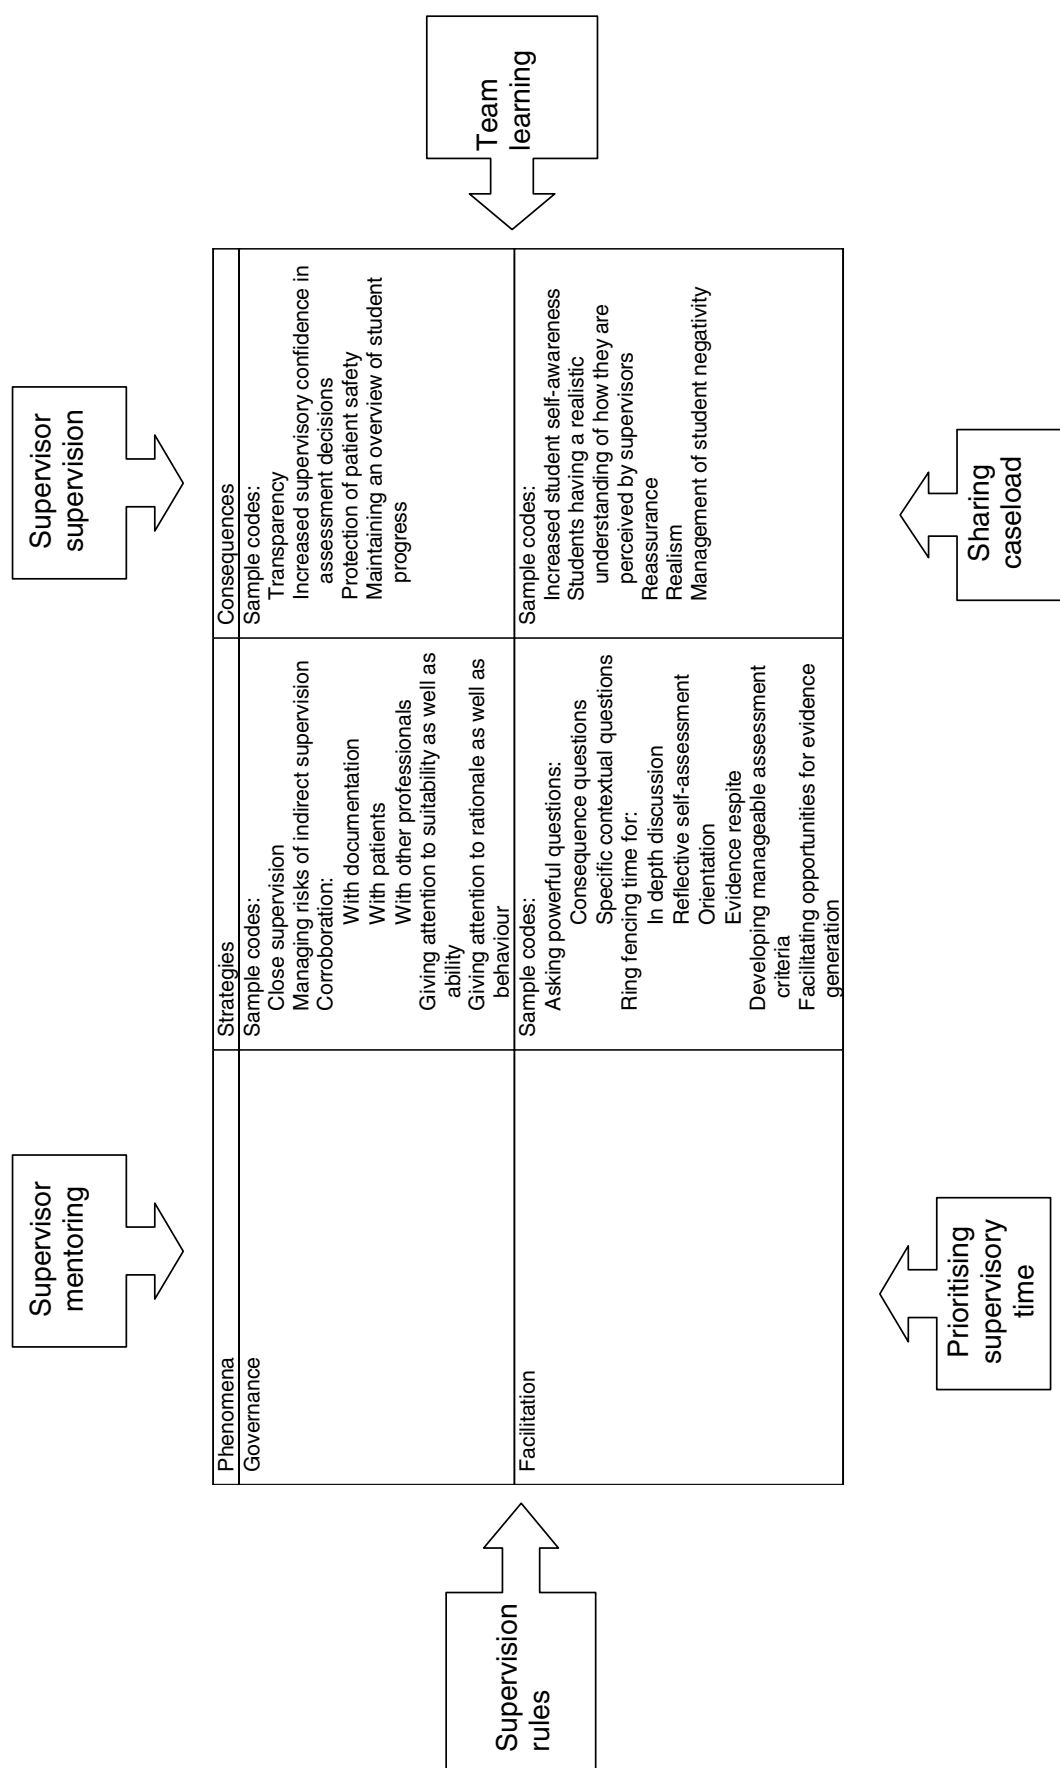 Supervisor
mentoring
Supervisor
supervision
Supervision
rules
Phenomena
Strategies
Consequences
Governance
Sample codes:
Close supervision
Managing risks of indirect supervision
Corroboration:
With documentation
With patients
With other professionals
Giving attention to suitability as well as
ability
Giving attention to rationale as well as
behaviour
Sample codes:
Transparency
Increased supervisory confidence in
assessment decisions
Protection of patient safety
Maintaining an overview of student
progress
Facilitation
Sample codes:
Asking powerful questions:
Consequence questions
Specific contextual questions
Ring fencing time for:
In depth discussion
Reflective self-assessment
Orientation
Evidence respite
Developing manageable assessment
criteria
Facilitating opportunities for evidence
generation
Sample codes:
Increased student self-awareness
Students having a realistic
understanding of how they are
perceived by supervisors
Reassurance
Realism
Management of student negativity
Team
learning
Prioritising
supervisory
time
Sharing
caseload